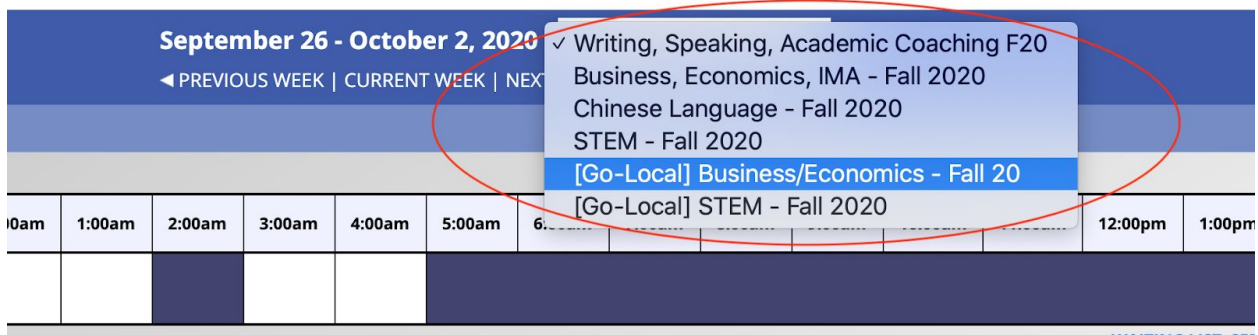 September 26 - October 2, 2020
✓ Writing, Speaking, Academic Coaching F20
Business, Economics, IMA - Fall 2020
◄ PREVIOUS WEEK | CURRENT WEEK |
Chinese Language - Fall 2020
STEM - Fall 2020
[Go-Local] Business/Economics - Fall 20
[Go-Local] STEM - Fall 2020
1:00am 2:00am 3:00am 4:00am 5:00am 12:00pm 1:00pm